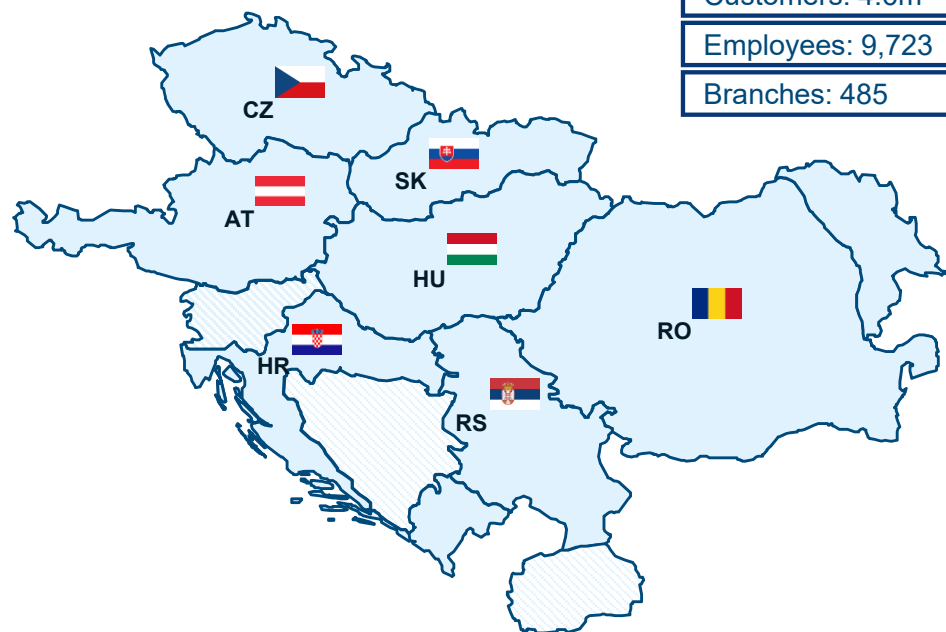 Employees: 9,723
Branches: 485
CZ
SK
AT
HU
RO
HR
RS